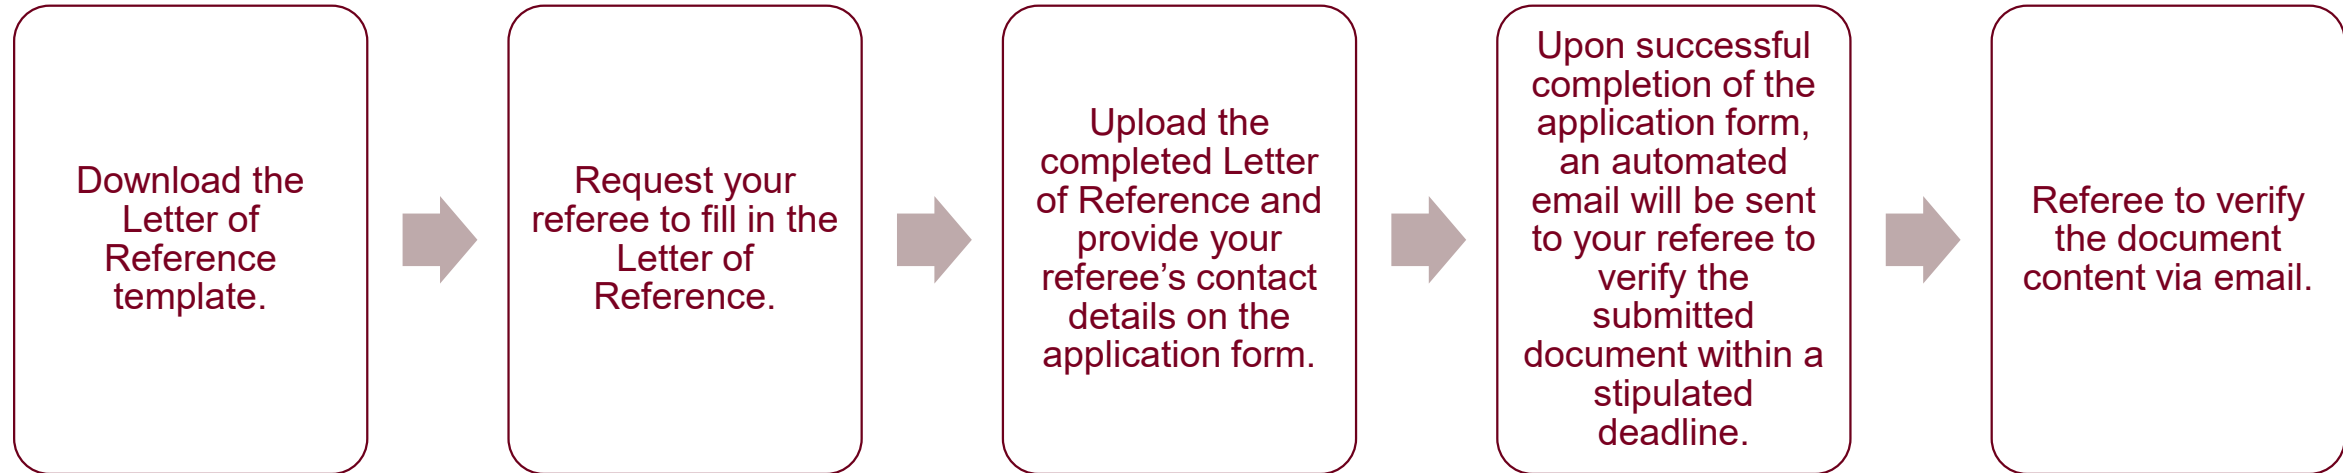 Download the
Letter of
Reference
template.
Request your
referee to fill in the
Letter of
Reference.
Upload the
completed Letter
of Reference and
provide your
referee’s contact
details on the
application form.
Upon successful
completion of the
application form,
an automated
email will be sent
to your referee to
verify the
submitted
document within a
stipulated
deadline.
Referee to verify
the document
content via email.